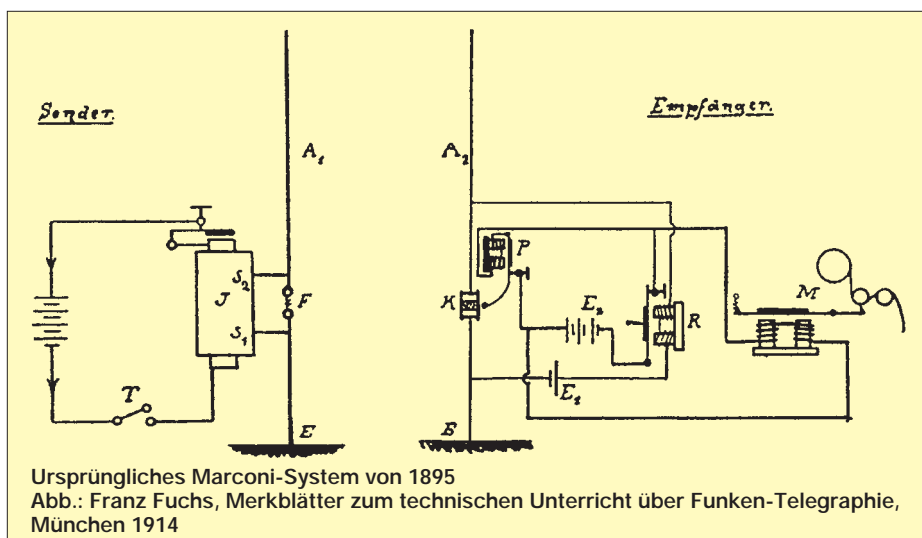 Sender.
Empfänger.
A₁
A₂
S₂
J
F
S₁
T
E
P
K
E₂
R
M
E₁
E
Ursprüngliches Marconi-System von 1895
Abb.: Franz Fuchs, Merkblätter zum technischen Unterricht über Funken-Telegraphie,
München 1914